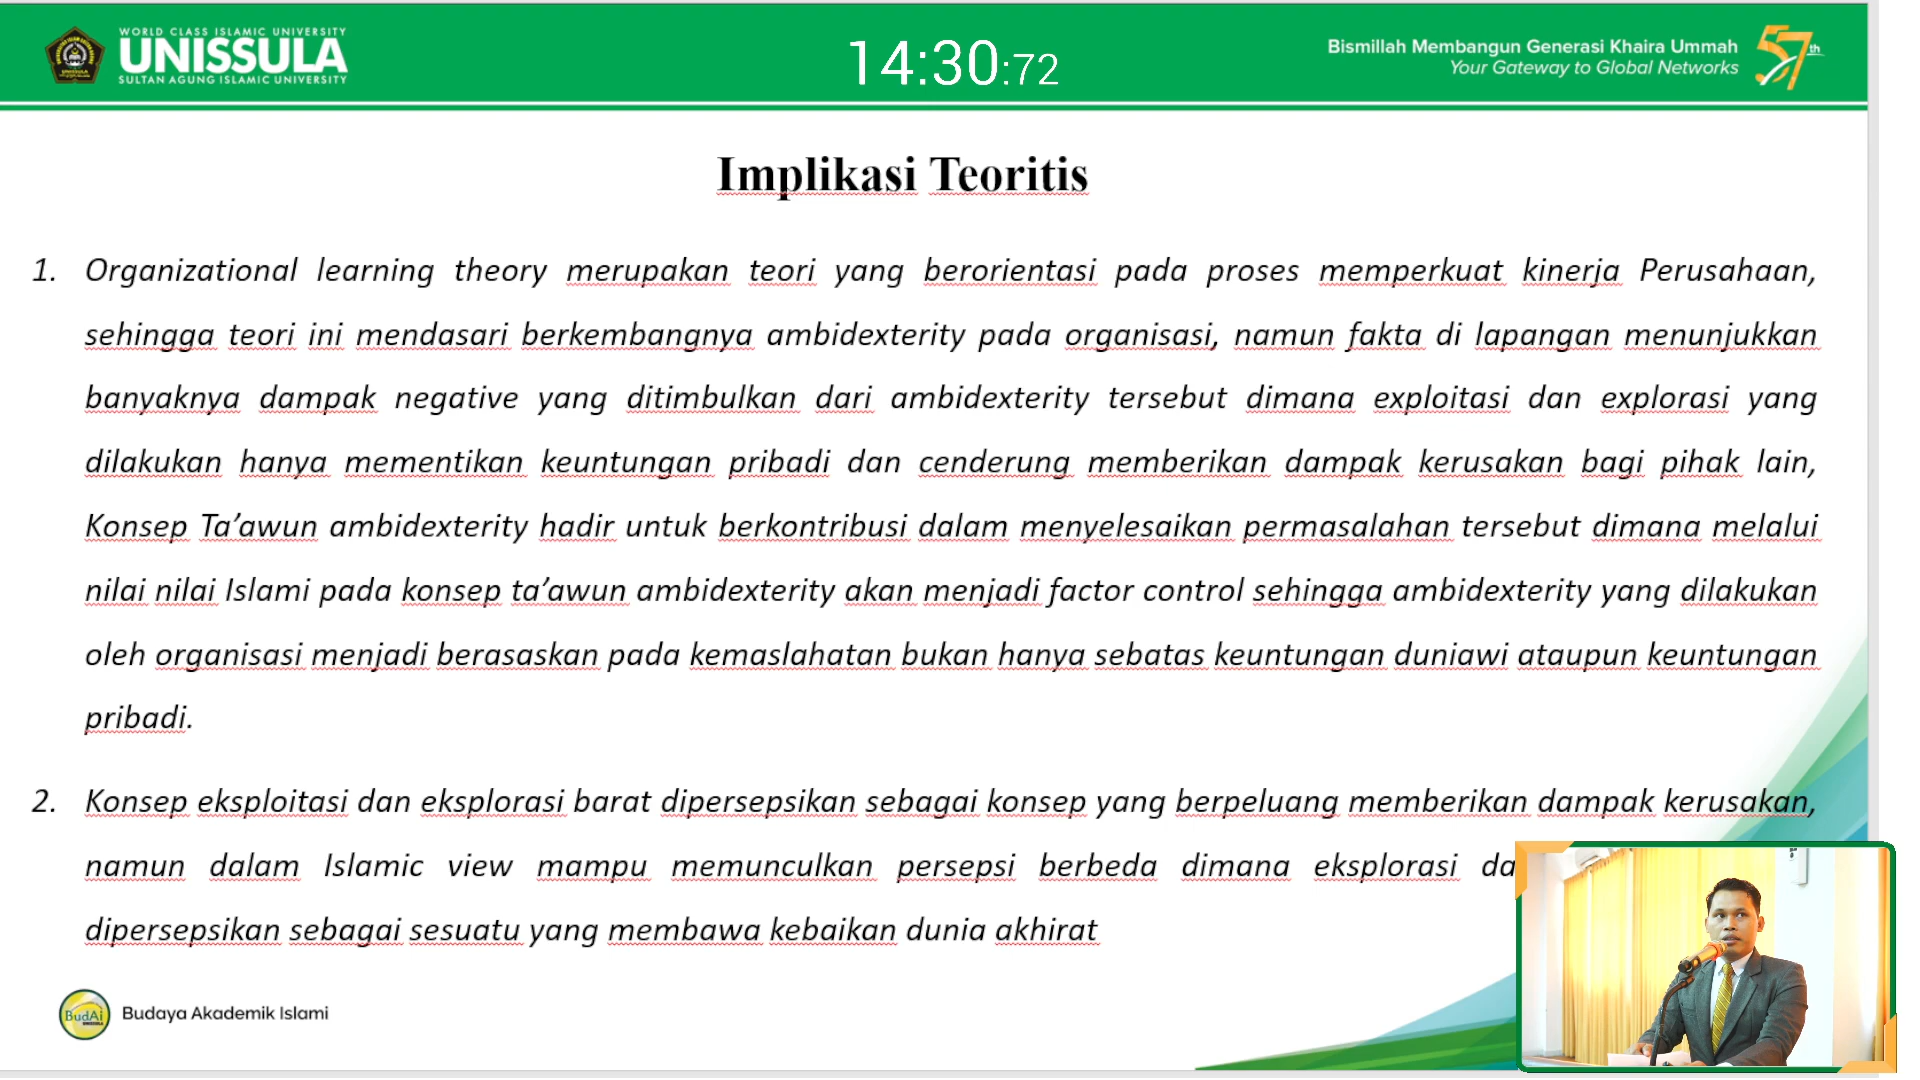 WORLD CLASS ISLAMIC UNIVERSITY
UNISSULA
SULTAN AGUNG ISLAMIC UNIVERSITY
14:30:72
Bismillah Membangun Generasi Khaira Ummah
Your Gateway to Global Networks
57th
Implikasi Teoritis
1. Organizational learning theory merupakan teori yang berorientasi pada proses memperkuat kinerja Perusahaan,
sehingga teori ini mendasari berkembangnya ambidexterity pada organisasi, namun fakta di lapangan menunjukkan
banyaknya dampak negative yang ditimbulkan dari ambidexterity tersebut dimana exploitasi dan explorasi yang
dilakukan hanya mementikan keuntungan pribadi dan cenderung memberikan dampak kerusakan bagi pihak lain,
Konsep Ta’awun ambidexterity hadir untuk berkontribusi dalam menyelesaikan permasalahan tersebut dimana melalui
nilai nilai Islami pada konsep ta’awun ambidexterity akan menjadi factor control sehingga ambidexterity yang dilakukan
oleh organisasi menjadi berasaskan pada kemaslahatan bukan hanya sebatas keuntungan duniawi ataupun keuntungan
pribadi.
2. Konsep eksploitasi dan eksplorasi barat dipersepsikan sebagai konsep yang berpeluang memberikan dampak kerusakan,
namun dalam Islamic view mampu memunculkan persepsi berbeda dimana eksplorasi da
dipersepsikan sebagai sesuatu yang membawa kebaikan dunia akhirat
BudAi
UNISSULA
Budaya Akademik Islami